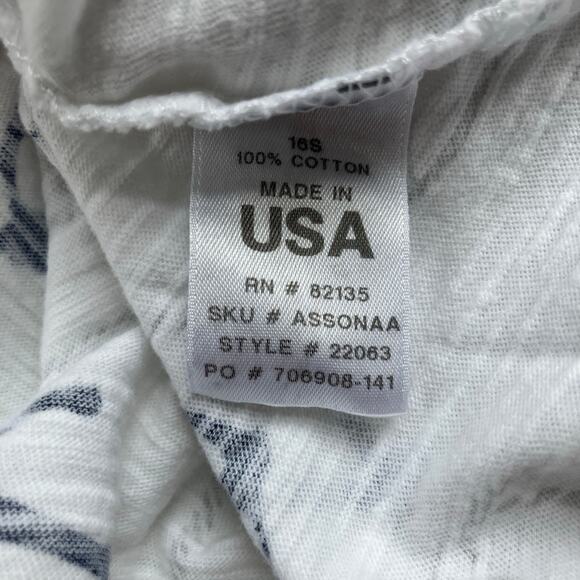 16S
100% COTTON
MADE IN
USA
RN # 82135
SKU # ASSONAA
STYLE # 22063
PO # 706908-141